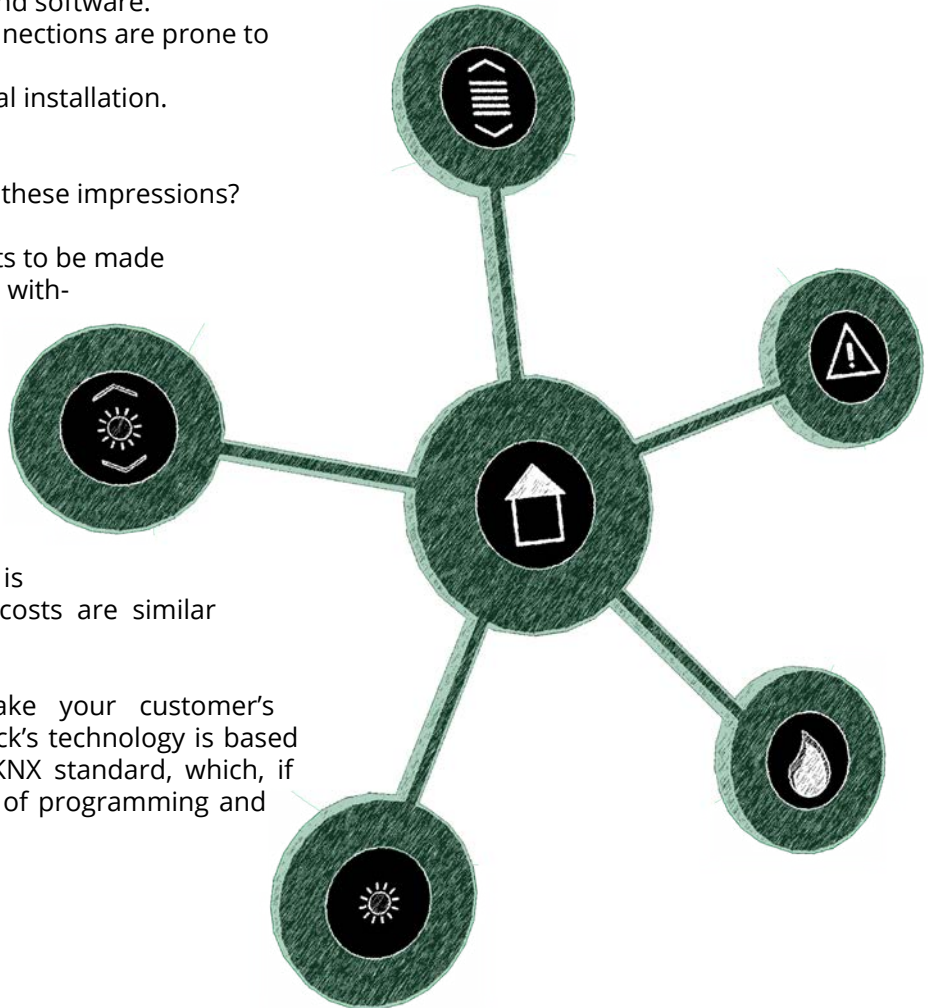 nd software.
nnections are prone to
al installation.
these impressions?
ts to be made
with-
is
costs are similar
ake your customer's
ck's technology is based
KNX standard, which, if
of programming and